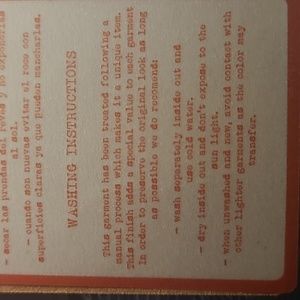 - secar las prendas del revés y no exponerlas
al sol.
- cuando son nuevas evitar el roce con
superficies claras ya que pueden mancharlas.
WASHING INSTRUCTIONS
This garment has been treated following a
manual process which makes it a unique item.
This finish adds a special value to each garment
In order to preserve the original look as long
as possible we do recomend:
- wash separately inside out and
use cold water.
- dry inside out and don't expose to the
sun light.
- when unwashed and new, avoid contact with
other lighter garments as the color may
transfer.